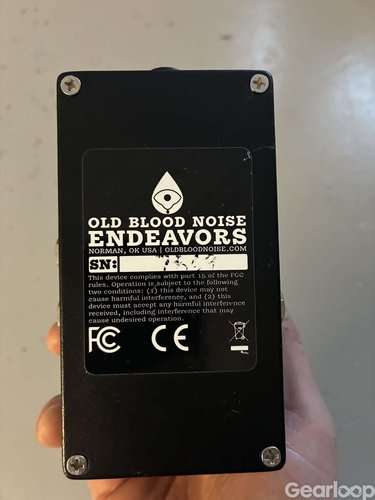 OLD BLOOD NOISE
ENDEAVORS
NORMAN, OK USA | OLDBLOODNOISE.COM
SN:
This device complies with part 15 of the FCC
rules. Operation is subject to the following
two conditions: (1) this device may not
cause harmful interference, and (2) this
device must accept any harmful interference
received, including interference that may
cause undesired operation.
FC CE
Gearloop